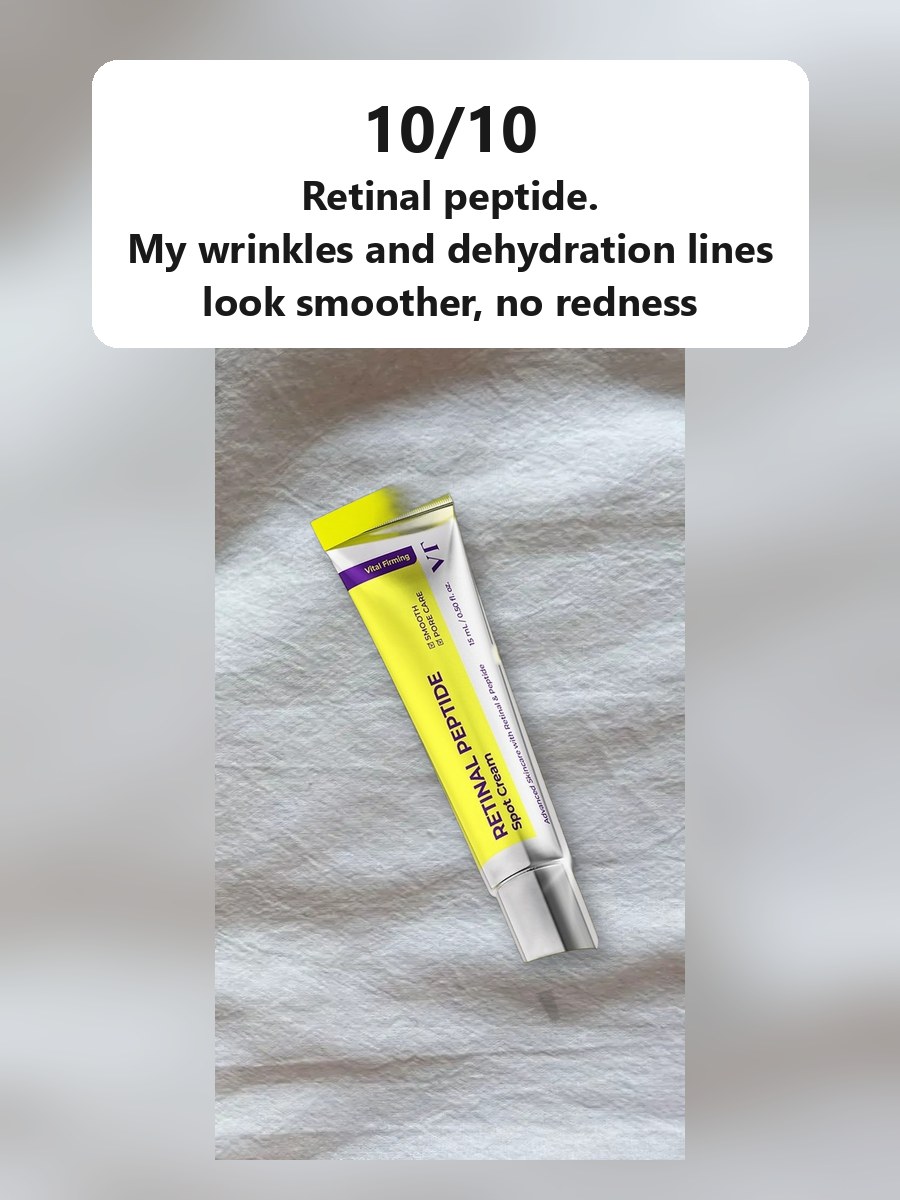 10/10
Retinal peptide.
My wrinkles and dehydration lines
look smoother, no redness
Vital Firming
VT
☑ SMOOTH
☑ PORE CARE
15 mL / 0.50 fl. oz.
RETINAL PEPTIDE
Spot Cream
Advanced Skincare with Retinal & Peptide